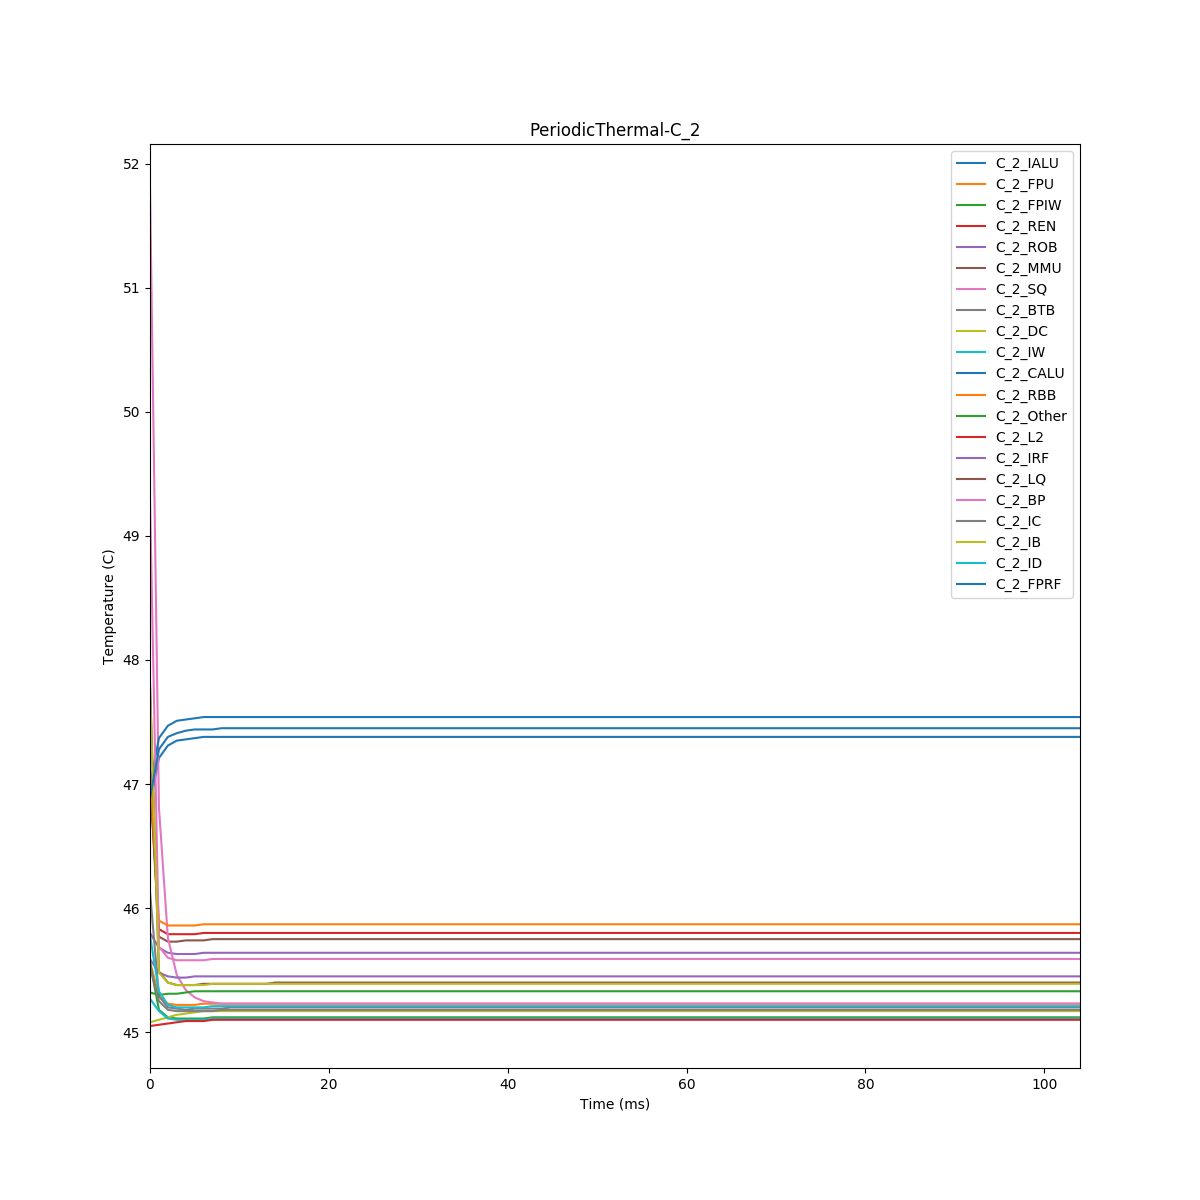 PeriodicThermal-C_2
52
51
50
49
48
47
46
45
Temperature (C)
0 20 40 60 80 100
Time (ms)
C_2_IALU
C_2_FPU
C_2_FPIW
C_2_REN
C_2_ROB
C_2_MMU
C_2_SQ
C_2_BTB
C_2_DC
C_2_IW
C_2_CALU
C_2_RBB
C_2_Other
C_2_L2
C_2_IRF
C_2_LQ
C_2_BP
C_2_IC
C_2_IB
C_2_ID
C_2_FPRF